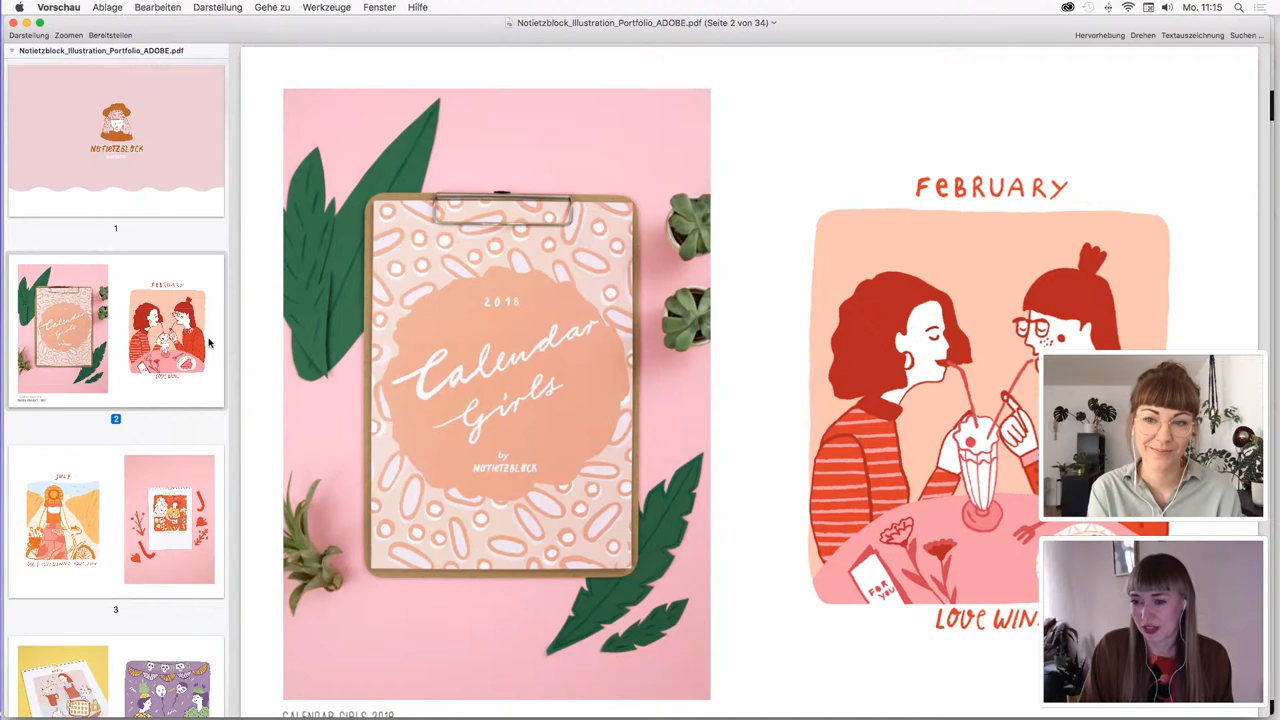 Vorschau Ablage Bearbeiten Darstellung Gehe zu Werkzeuge Fenster Hilfe Mo. 11:15
Notietzblock_Illustration_Portfolio_ADOBE.pdf (Seite 2 von 34)
Darstellung Zoomen Bereitstellen Hervorhebung Drehen Textauszeichnung Suchen ...
Notietzblock_Illustration_Portfolio_ADOBE.pdf
NOTIETZBLOCK
1
Calendar
Girls
FEBRUARY
2
JULY
3
2018
Calendar
Girls
by
NOTIETZBLOCK
FEBRUARY
FOR
YOU
LOVE WIN
CALENDAR GIRLS 2018